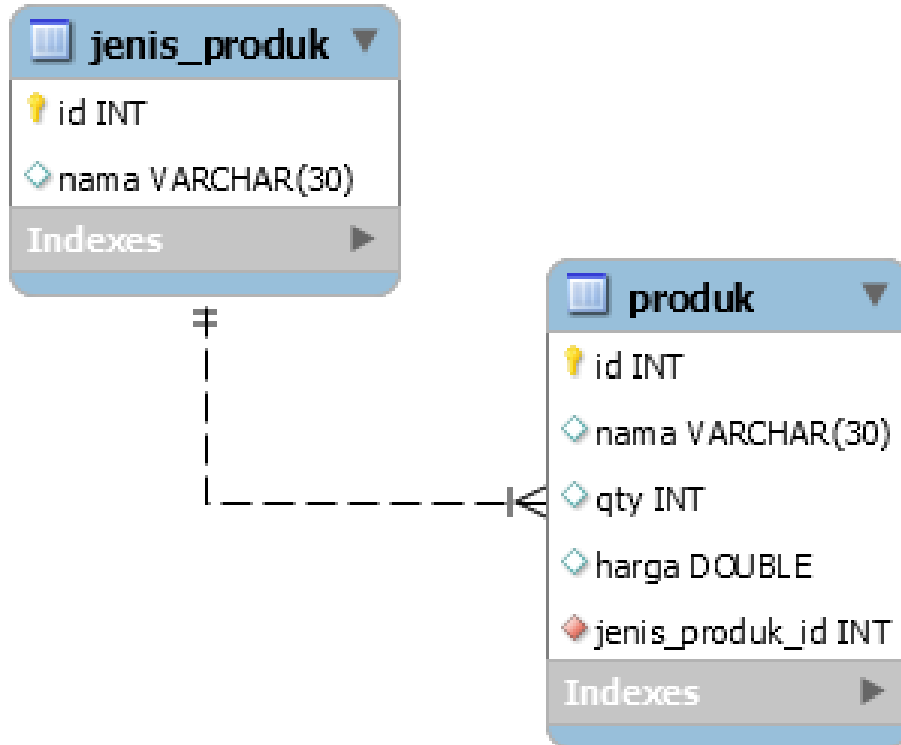 jenis_produk
id INT
nama VARCHAR(30)
Indexes
produk
id INT
nama VARCHAR(30)
qty INT
harga DOUBLE
jenis_produk_id INT
Indexes